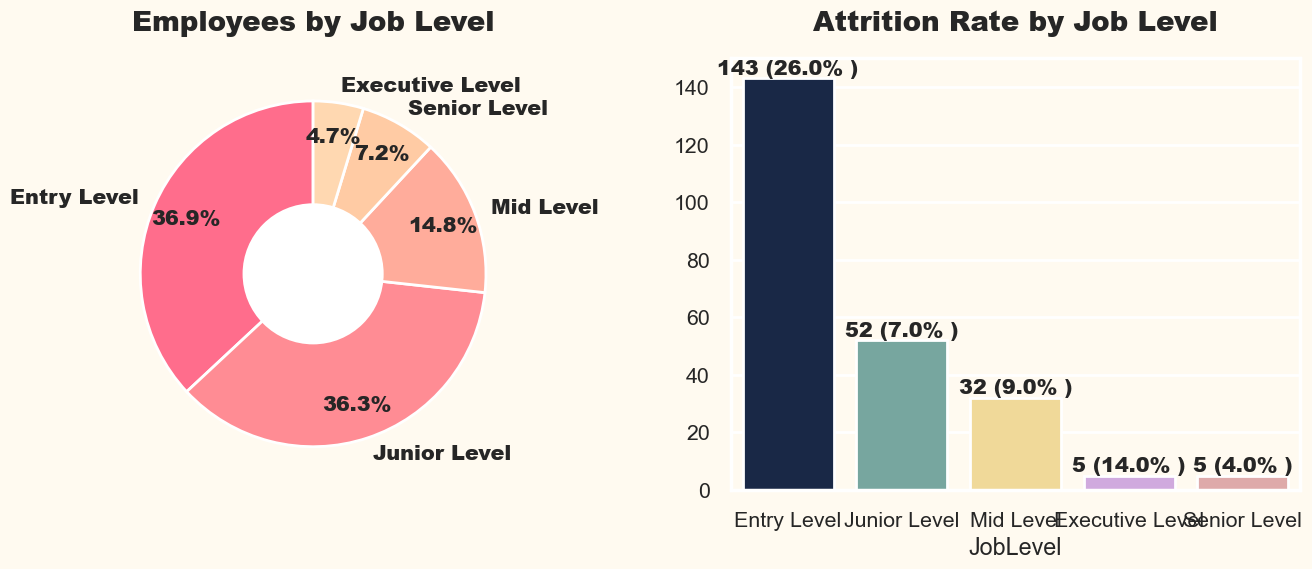 Employees by Job Level
Executive Level
Senior Level
4.7%
7.2%
Entry Level
36.9%
Mid Level
14.8%
36.3%
Junior Level
Attrition Rate by Job Level
143 (26.0% )
52 (7.0% )
32 (9.0% )
5 (14.0% )
5 (4.0% )
140
120
100
80
60
40
20
0
Entry Level
Junior Level
Mid Level
Executive Level
Senior Level
JobLevel